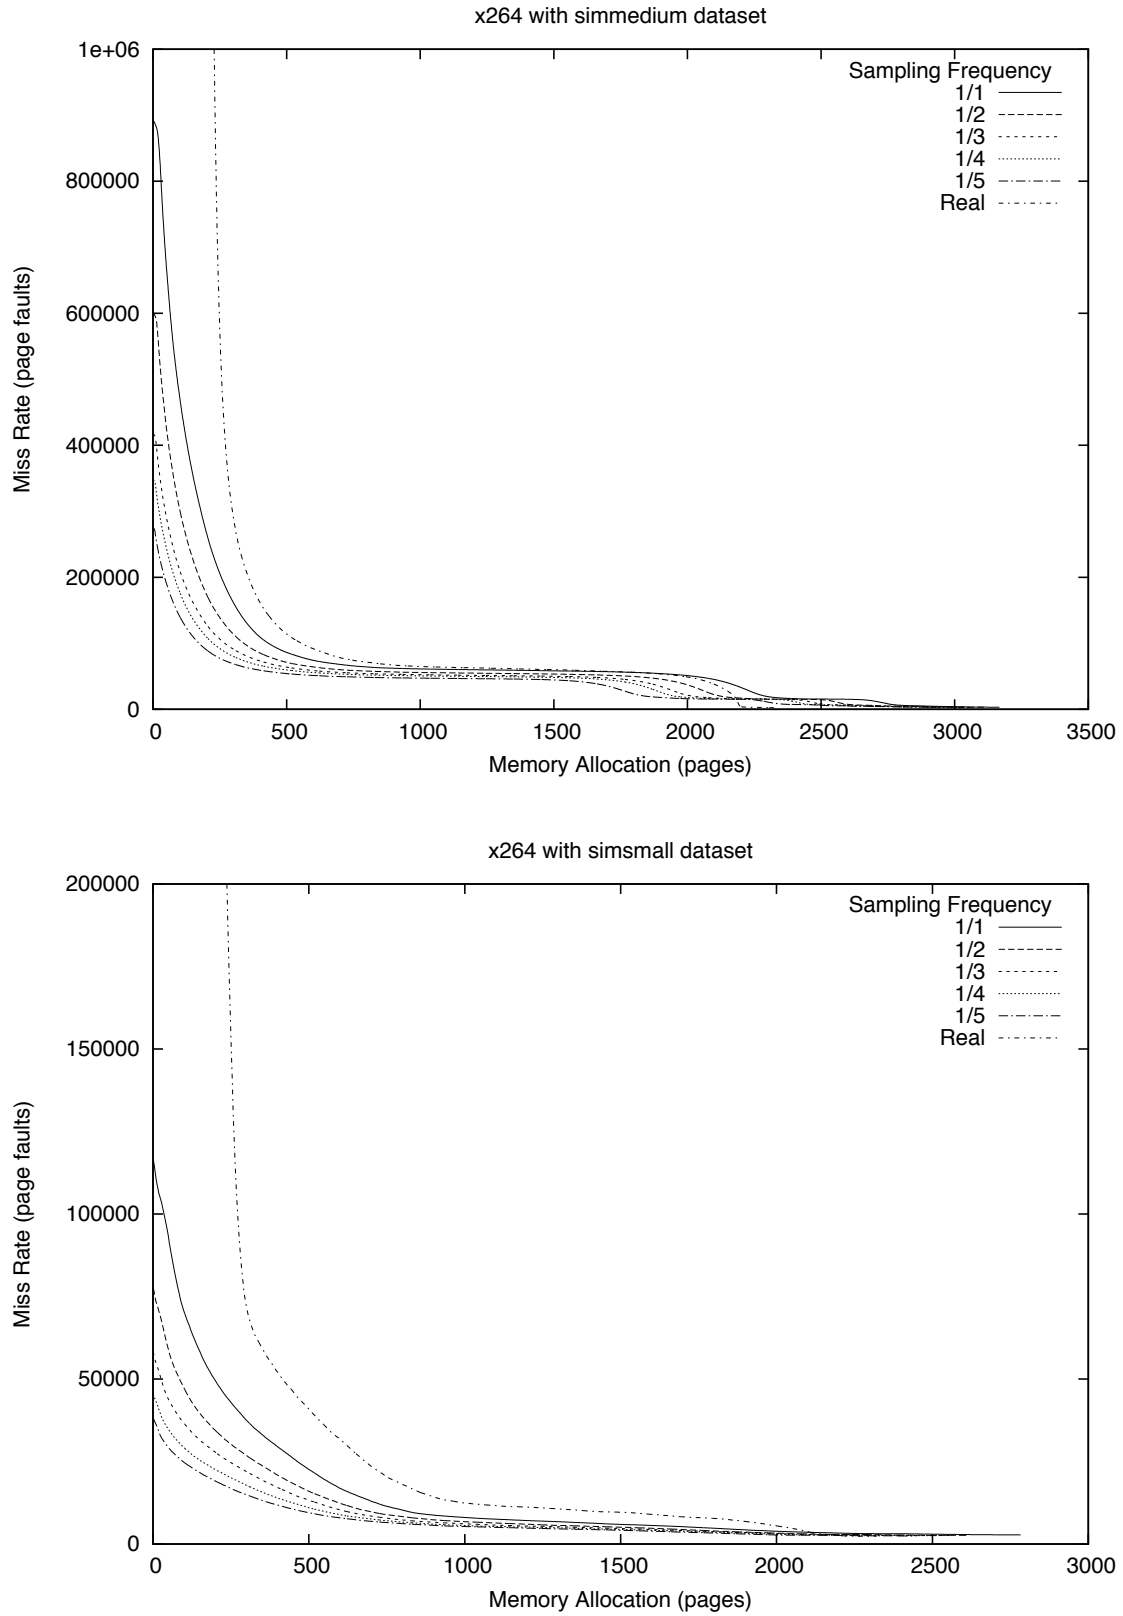 x264 with simmedium dataset
1e+06
800000
600000
400000
200000
0
Miss Rate (page faults)
Sampling Frequency
1/1
1/2
1/3
1/4
1/5
Real
0 500 1000 1500 2000 2500 3000 3500
Memory Allocation (pages)
x264 with simsmall dataset
200000
150000
100000
50000
0
Miss Rate (page faults)
Sampling Frequency
1/1
1/2
1/3
1/4
1/5
Real
0 500 1000 1500 2000 2500 3000
Memory Allocation (pages)